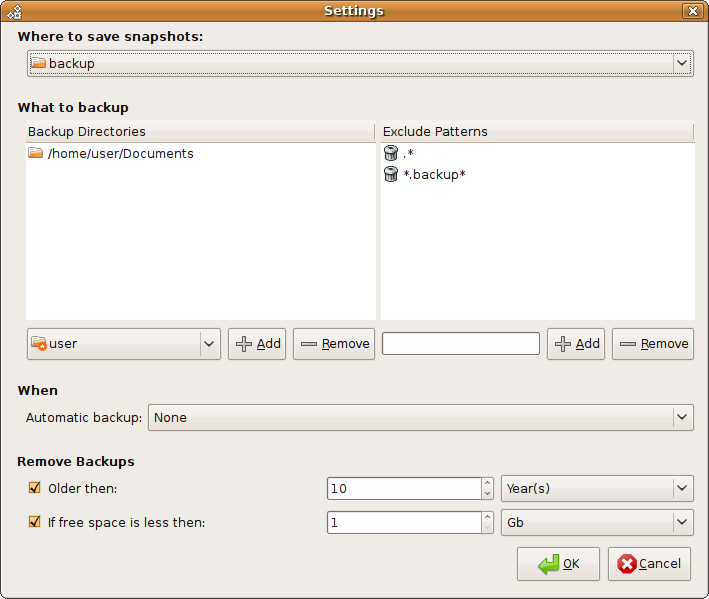 Settings
Where to save snapshots:
backup
What to backup
Backup Directories Exclude Patterns
/home/user/Documents .*
*.backup*
user Add Remove Add Remove
When
Automatic backup: None
Remove Backups
Older then: 10 Year(s)
If free space is less then: 1 Gb
OK Cancel